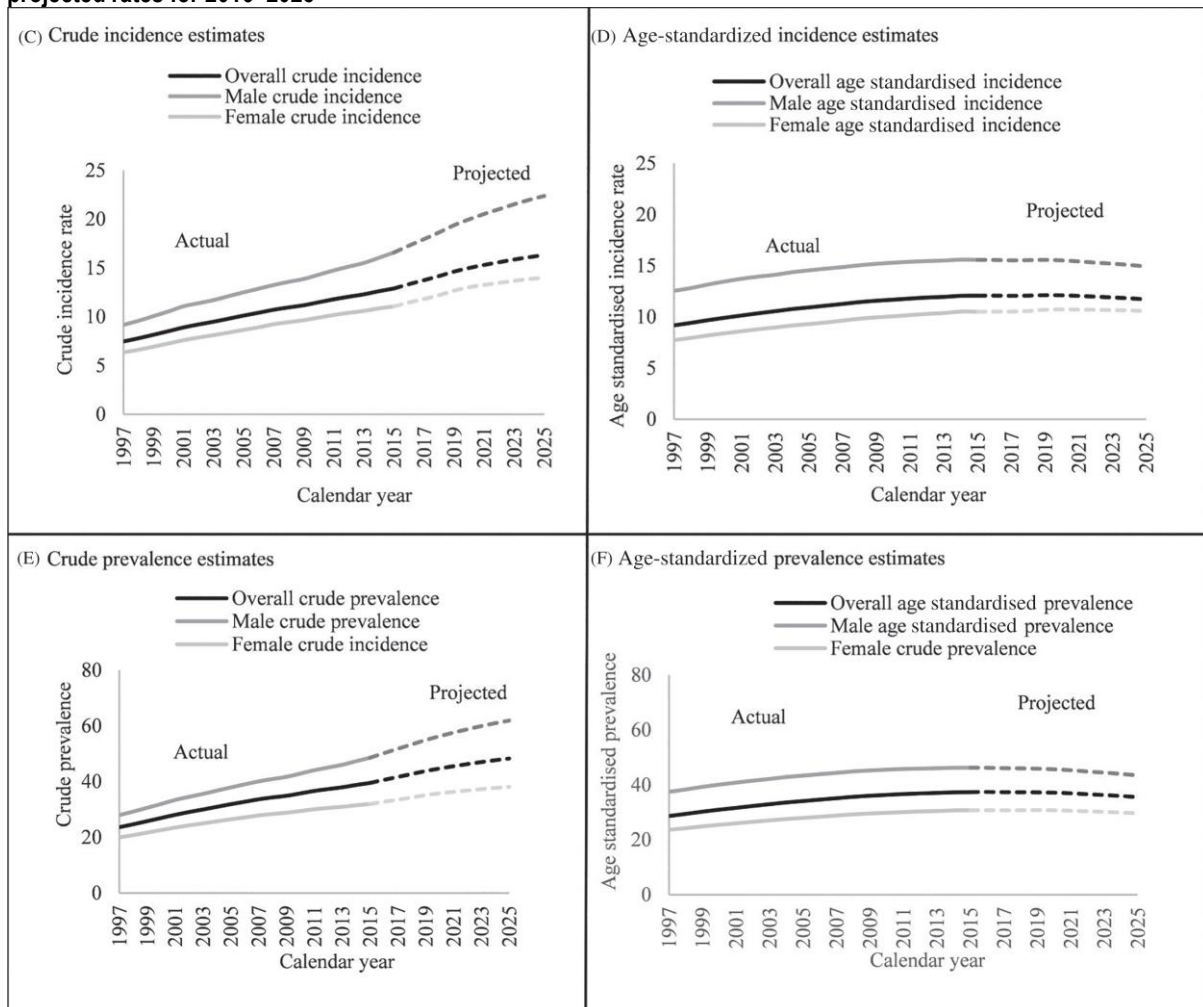 projected rates for 2016–2025
(C) Crude incidence estimates
Overall crude incidence
Male crude incidence
Female crude incidence
Projected
Actual
Crude incidence rate
25
20
15
10
5
0
1997
1999
2001
2003
2005
2007
2009
2011
2013
2015
2017
2019
2021
2023
2025
Calendar year
(D) Age-standardized incidence estimates
Overall age standardised incidence
Male age standardised incidence
Female age standardised incidence
Projected
Actual
Age standardised incidence rate
25
20
15
10
5
0
1997
1999
2001
2003
2005
2007
2009
2011
2013
2015
2017
2019
2021
2023
2025
Calendar year
(E) Crude prevalence estimates
Overall crude prevalence
Male crude prevalence
Female crude incidence
Projected
Actual
Crude prevalence
80
60
40
20
0
1997
1999
2001
2003
2005
2007
2009
2011
2013
2015
2017
2019
2021
2023
2025
Calendar year
(F) Age-standardized prevalence estimates
Overall age standardised prevalence
Male age standardised prevalence
Female crude prevalence
Projected
Actual
Age standardised prevalence
80
60
40
20
0
1997
1999
2001
2003
2005
2007
2009
2011
2013
2015
2017
2019
2021
2023
2025
Calendar year